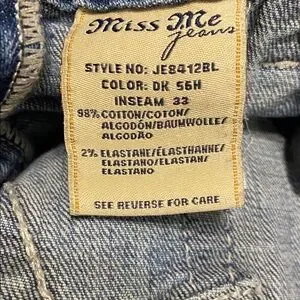 Miss Me
jeans
STYLE NO: JE8412BL
COLOR: DK 56H
INSEAM 33
98% COTTON/COTON/
ALGODÓN/BAUMWOLLE/
ALGODÃO
2% ELASTANE/ÉLASTHANNE/
ELASTANO/ELASTAN/
ELASTANO
SEE REVERSE FOR CARE